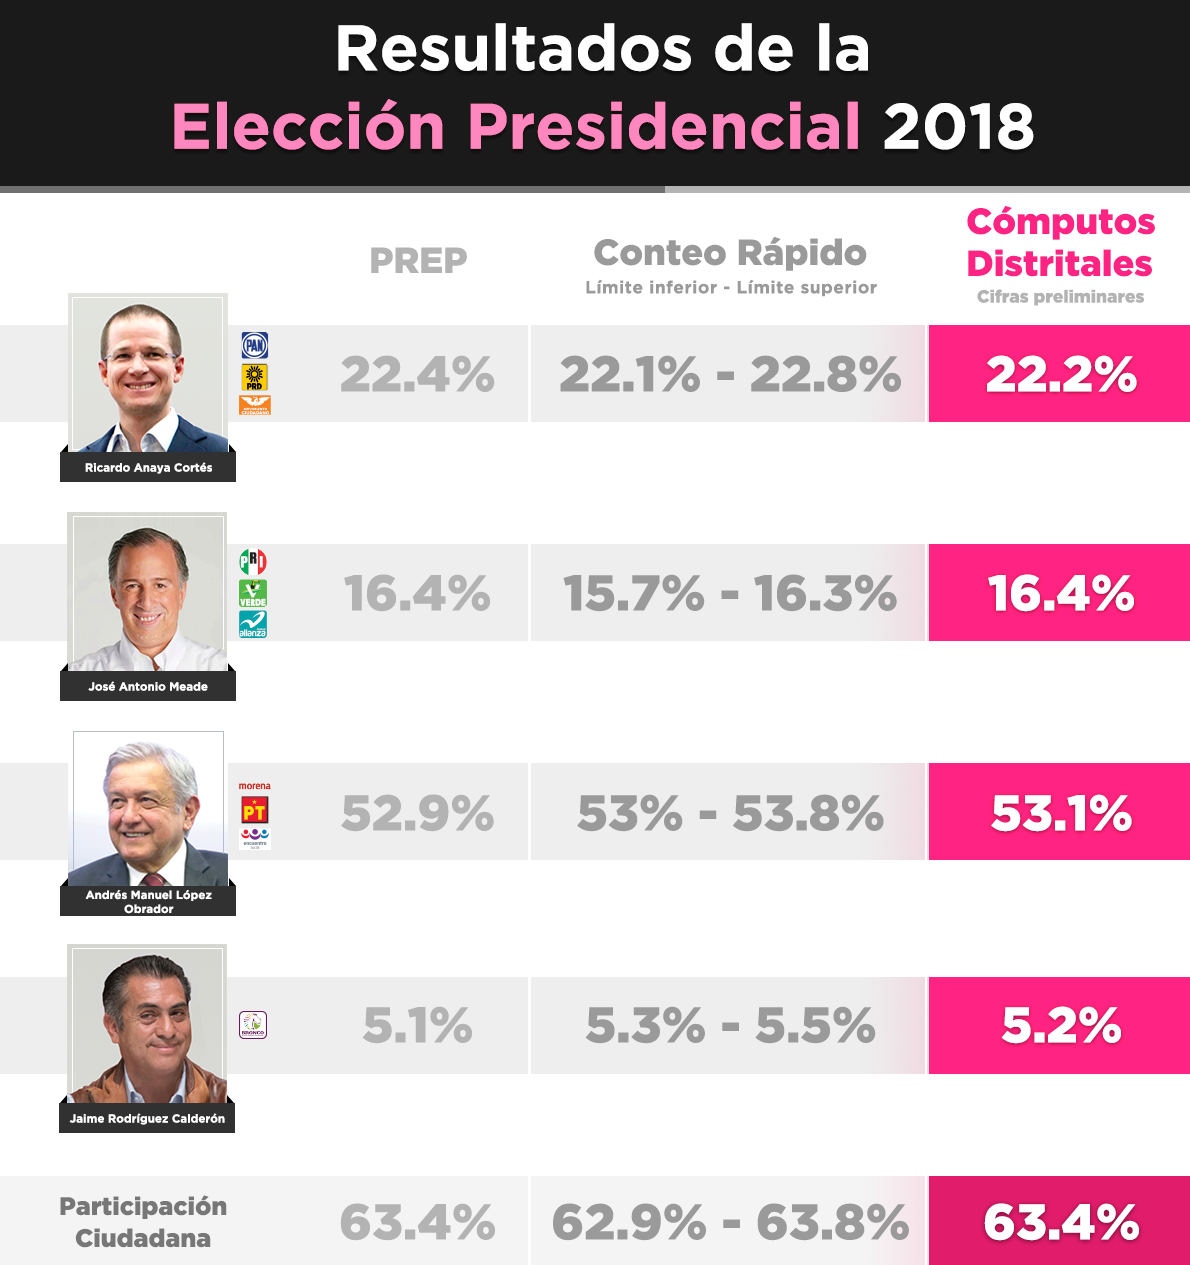 Resultados de la
Elección Presidencial 2018
PREP
Conteo Rápido
Límite inferior - Límite superior
Cómputos
Distritales
Cifras preliminares
PAN
PRD
MOVIMIENTO
CIUDADANO
22.4%
22.1% - 22.8%
22.2%
Ricardo Anaya Cortés
PRI
VERDE
alianza
16.4%
15.7% - 16.3%
16.4%
José Antonio Meade
morena
PT
encuentro
52.9%
53% - 53.8%
53.1%
Andrés Manuel López
Obrador
BRONCO
5.1%
5.3% - 5.5%
5.2%
Jaime Rodríguez Calderón
Participación
Ciudadana
63.4%
62.9% - 63.8%
63.4%